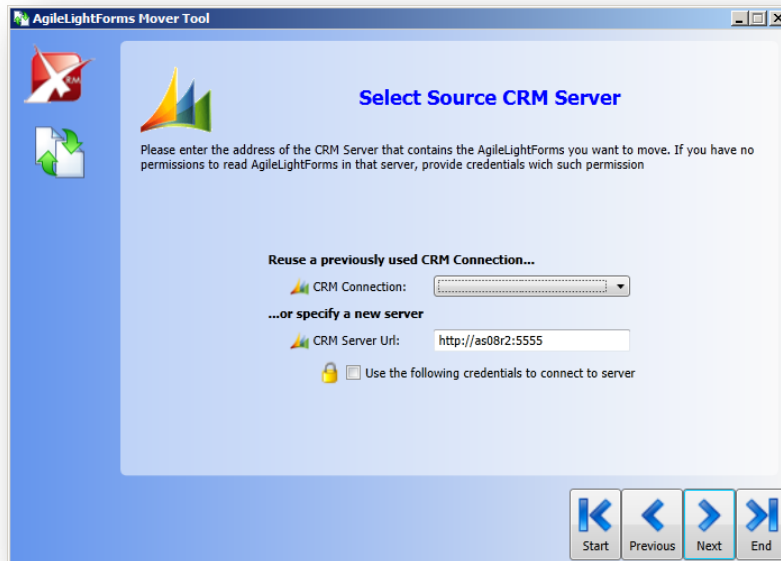 AgileLightForms Mover Tool
XRM
Select Source CRM Server
Please enter the address of the CRM Server that contains the AgileLightForms you want to move. If you have no
permissions to read AgileLightForms in that server, provide credentials wich such permission
Reuse a previously used CRM Connection...
CRM Connection:
...or specify a new server
CRM Server Url: http://as08r2:5555
Use the following credentials to connect to server
Start Previous Next End